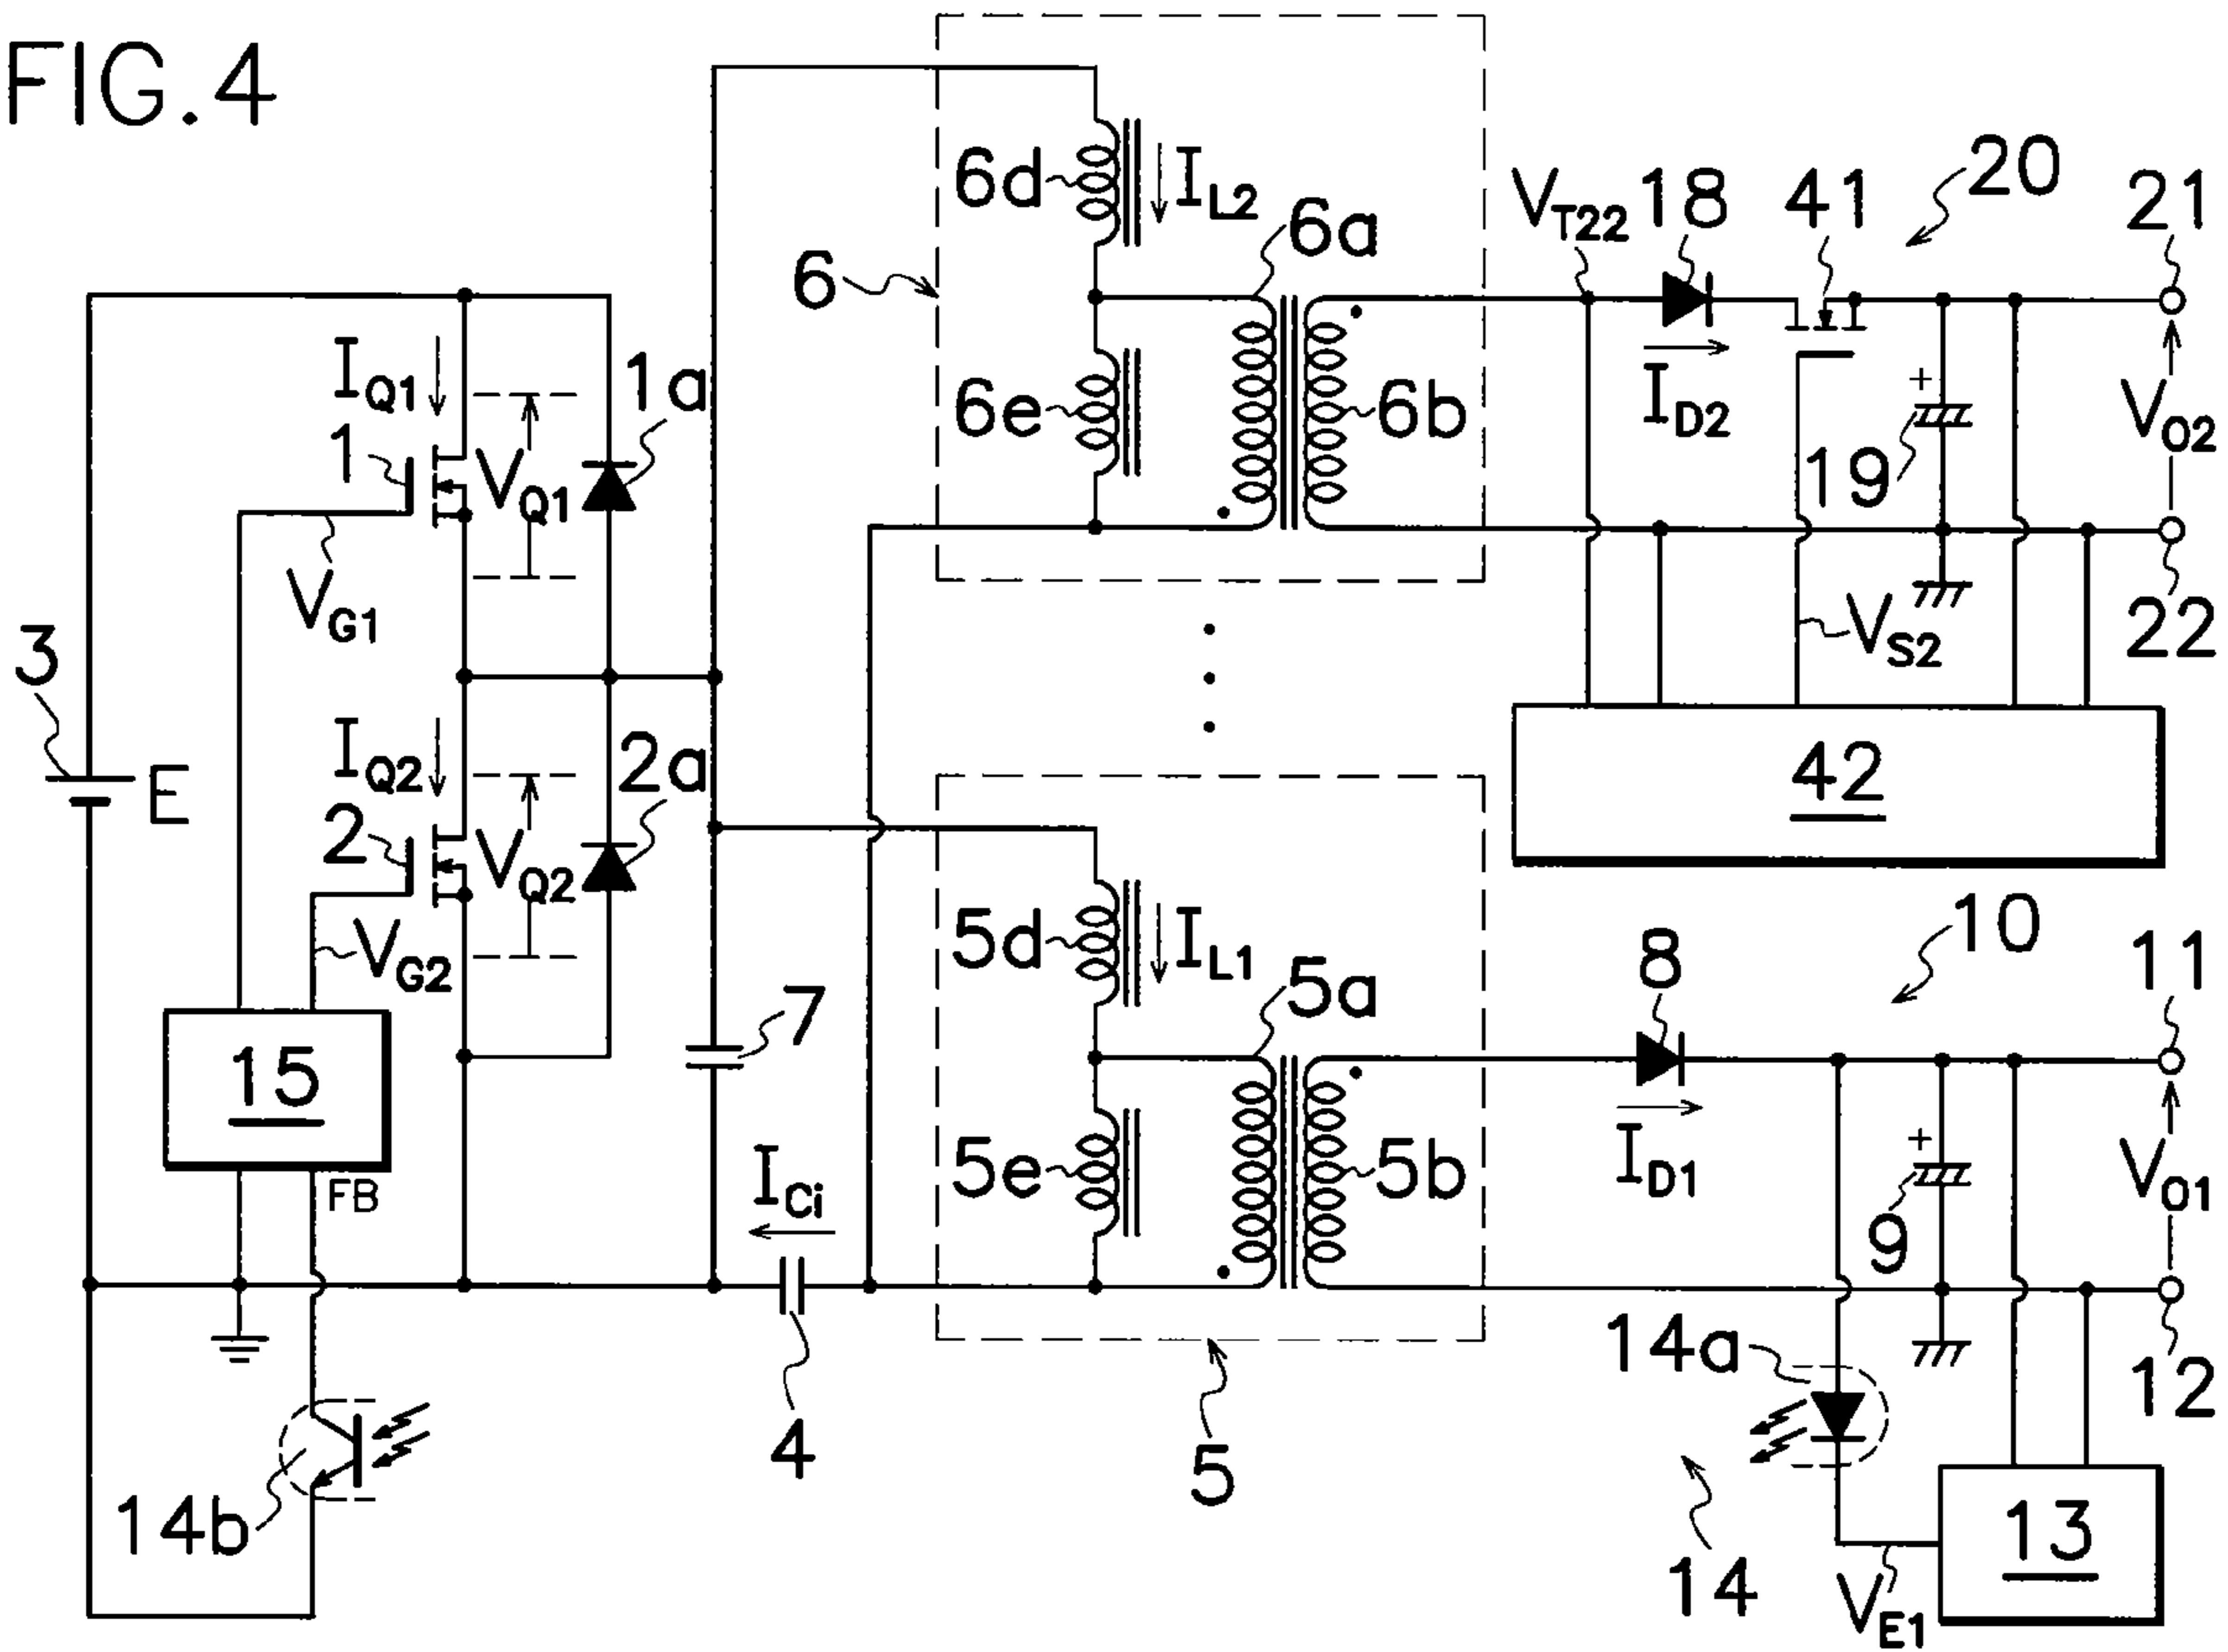 FIG.4
6d
I_L2
6a
6
6e
6b
V_T22
18
41
20
21
I_D2
19
+
V_O2
V_S2
22
42
I_Q1
1
V_Q1
1a
V_G1
3
E
I_Q2
2
V_Q2
2a
V_G2
15
FB
7
I_Ci
4
14b
5d
I_L1
5a
5e
5b
5
8
I_D1
10
11
+
9
V_O1
12
14a
14
13
V_E1